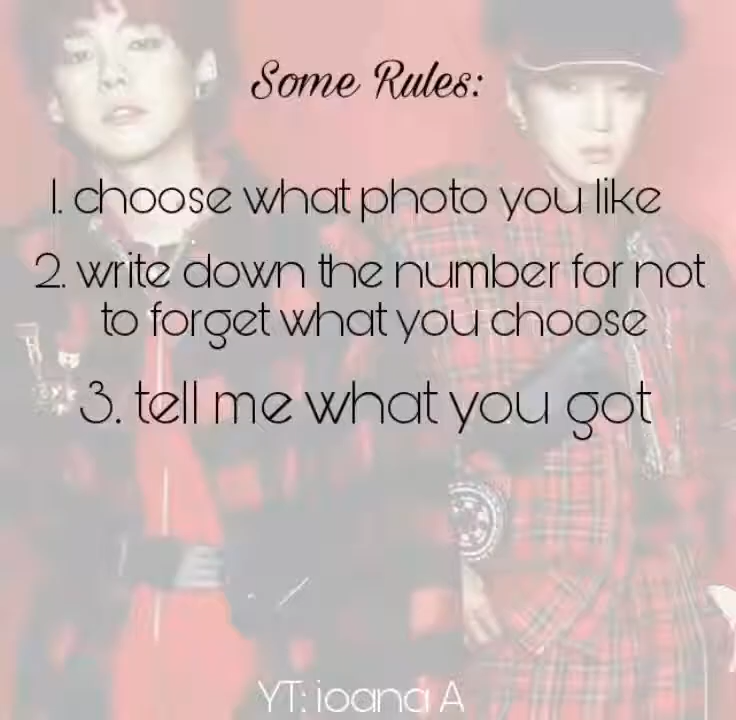 Some Rules:
1. choose what photo you like
2. write down the number for not
to forget what you choose
3. tell me what you got
YT: ioana A